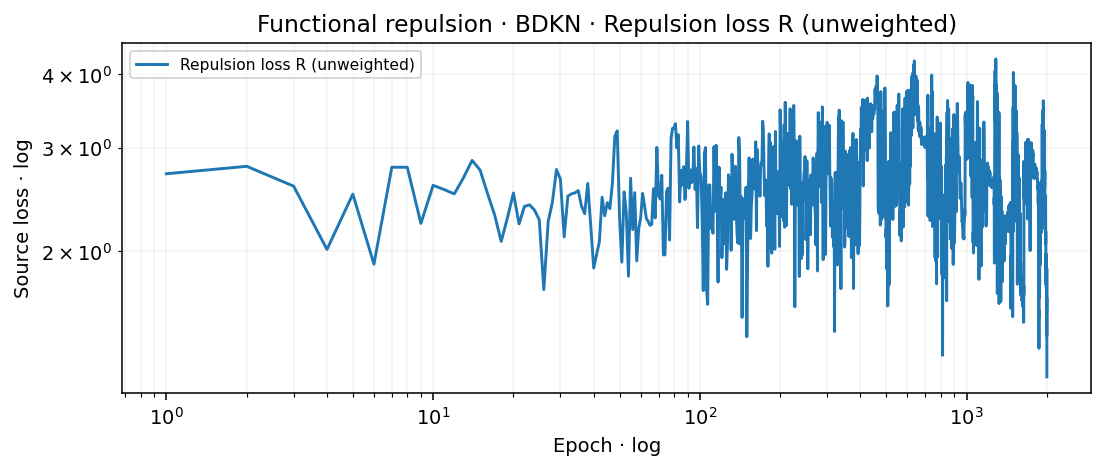 Functional repulsion · BDKN · Repulsion loss R (unweighted)
Repulsion loss R (unweighted)
4 × 10⁰
3 × 10⁰
2 × 10⁰
Source loss · log
10⁰ 10¹ 10² 10³
Epoch · log